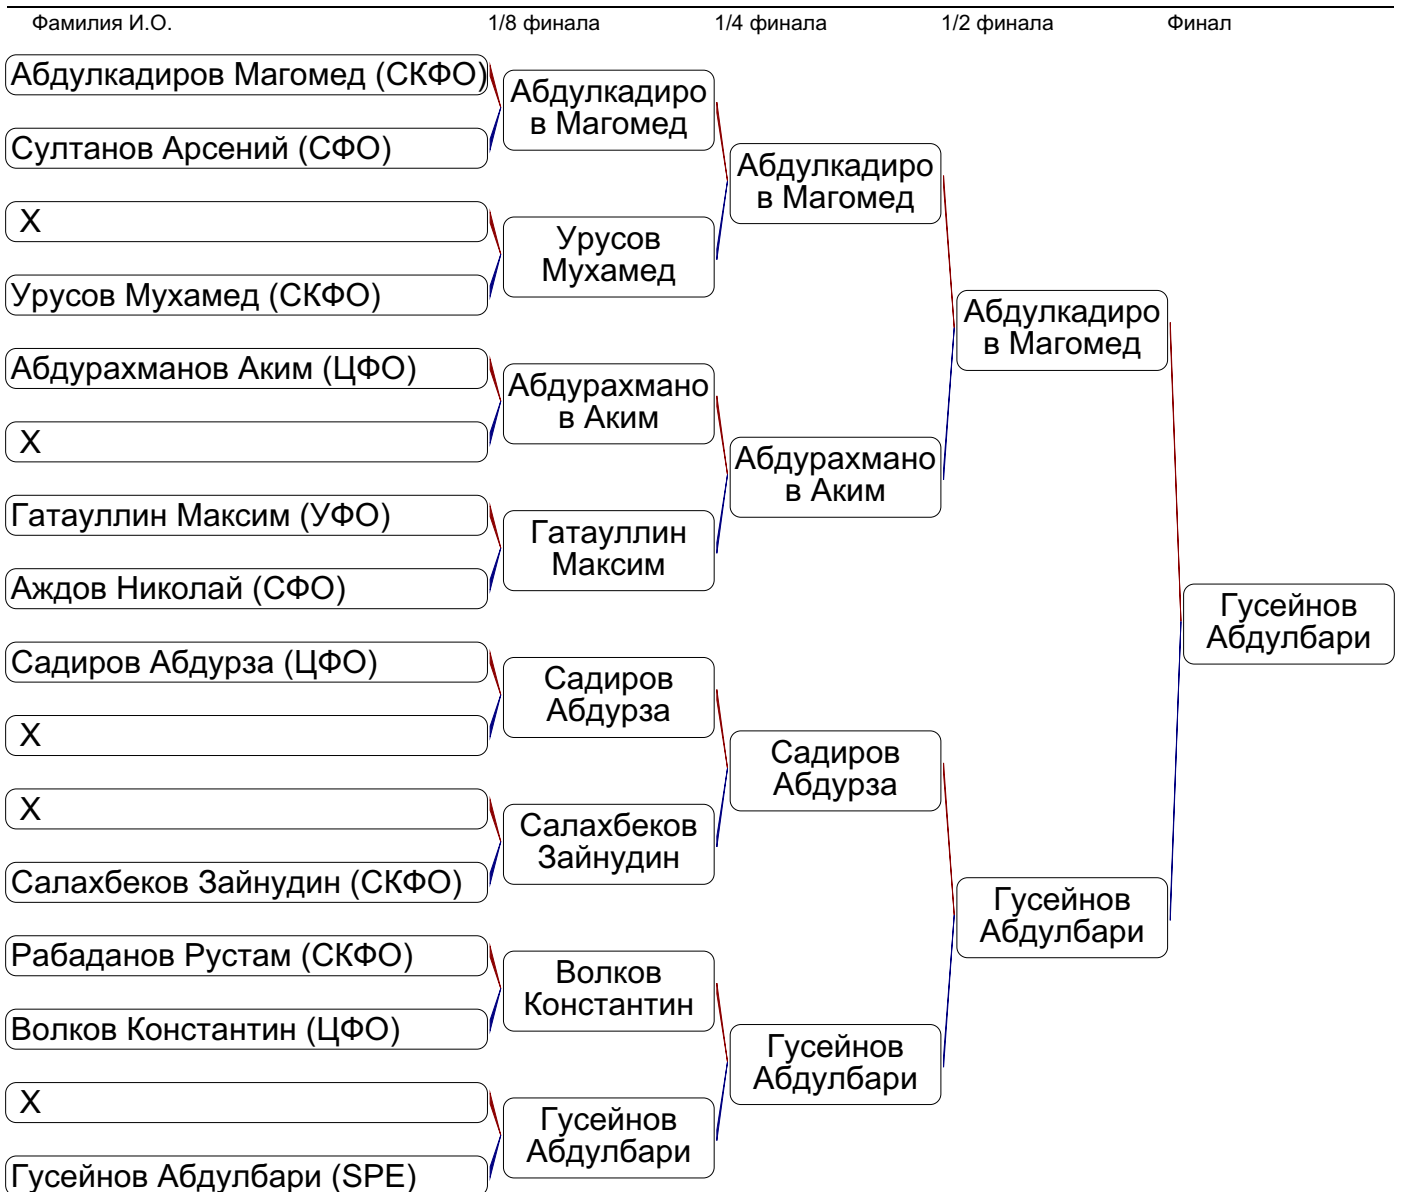 Фамилия И.О.
1/8 финала
1/4 финала
1/2 финала
Финал
Абдулкадиров Магомед (СКФО)
Султанов Арсений (СФО)
Х
Урусов Мухамед (СКФО)
Абдурахманов Аким (ЦФО)
Х
Гатауллин Максим (УФО)
Аждов Николай (СФО)
Садиров Абдурза (ЦФО)
Х
Х
Салахбеков Зайнудин (СКФО)
Рабаданов Рустам (СКФО)
Волков Константин (ЦФО)
Х
Гусейнов Абдулбари (SPE)
Абдулкадиро
в Магомед
Урусов
Мухамед
Абдурахмано
в Аким
Гатауллин
Максим
Садиров
Абдурза
Салахбеков
Зайнудин
Волков
Константин
Гусейнов
Абдулбари
Абдулкадиро
в Магомед
Абдурахмано
в Аким
Садиров
Абдурза
Гусейнов
Абдулбари
Абдулкадиро
в Магомед
Гусейнов
Абдулбари
Гусейнов
Абдулбари